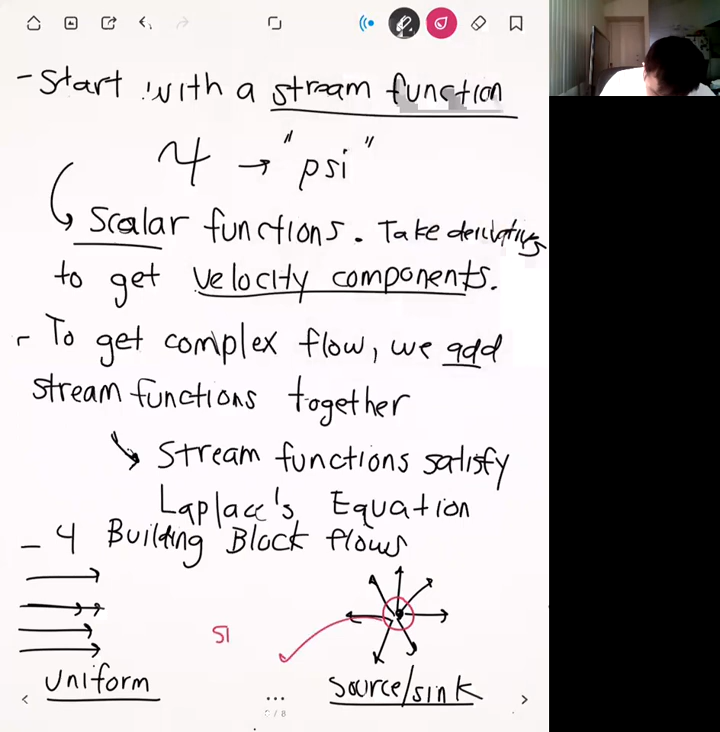 - Start with a stream function
ψ → "psi"
Scalar functions. Take derivatives
to get velocity components.
- To get complex flow, we add
stream functions together
Stream functions satisfy
Laplace's Equation
- 4 Building Block flows
SI
uniform
source/sink